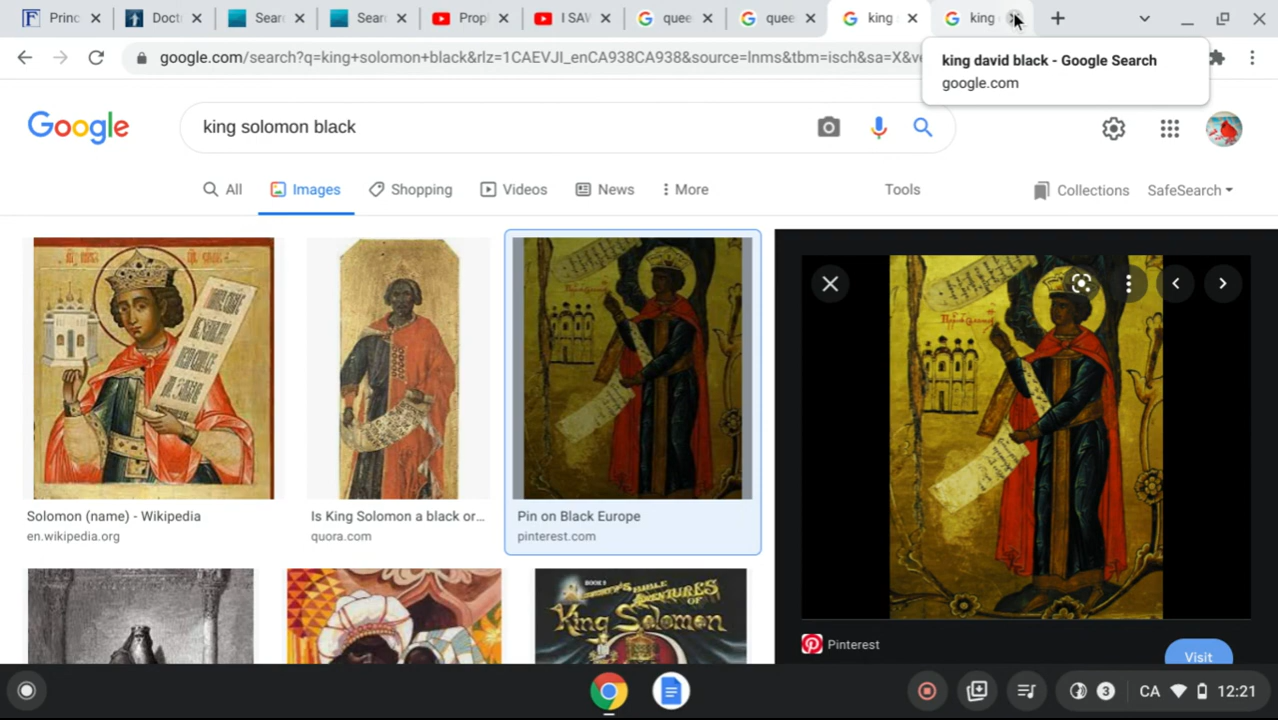 Princ
Doct
Sear
Sear
Propl
I SAV
quee
quee
king
king
google.com/search?q=king+solomon+black&rlz=1CAEVJI_enCA938CA938&source=lnms&tbm=isch&sa=X&v
king david black - Google Search
google.com
Google
king solomon black
All
Images
Shopping
Videos
News
More
Tools
Collections
SafeSearch
Solomon (name) - Wikipedia
en.wikipedia.org
Is King Solomon a black or...
quora.com
Pin on Black Europe
pinterest.com
BOOK 2
King Solomon
Pinterest
Visit
3
CA
12:21